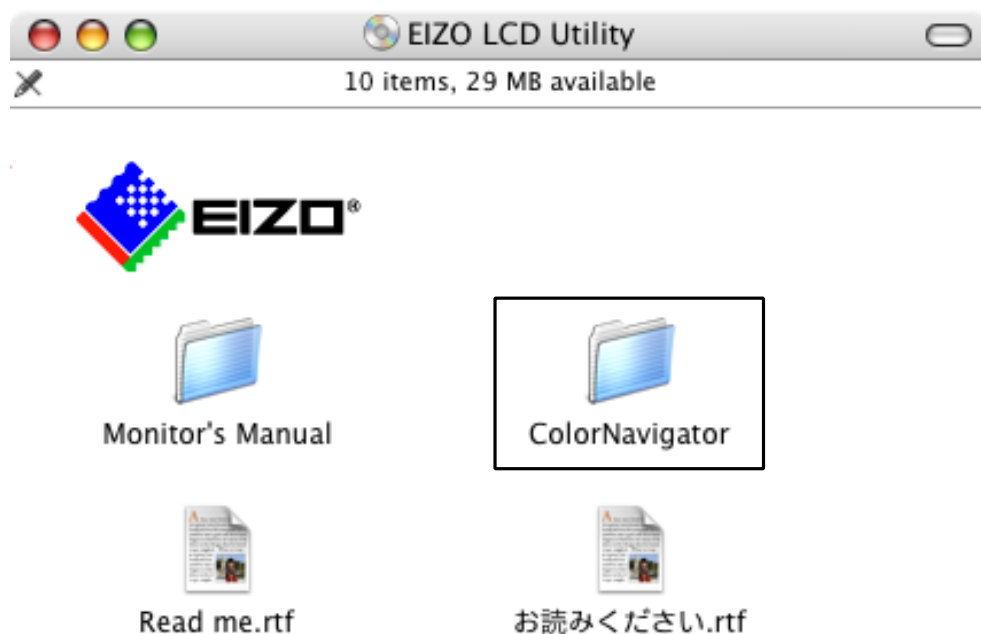 EIZO LCD Utility
10 items, 29 MB available
EIZO®
Monitor's Manual
ColorNavigator
Read me.rtf
お読みください.rtf